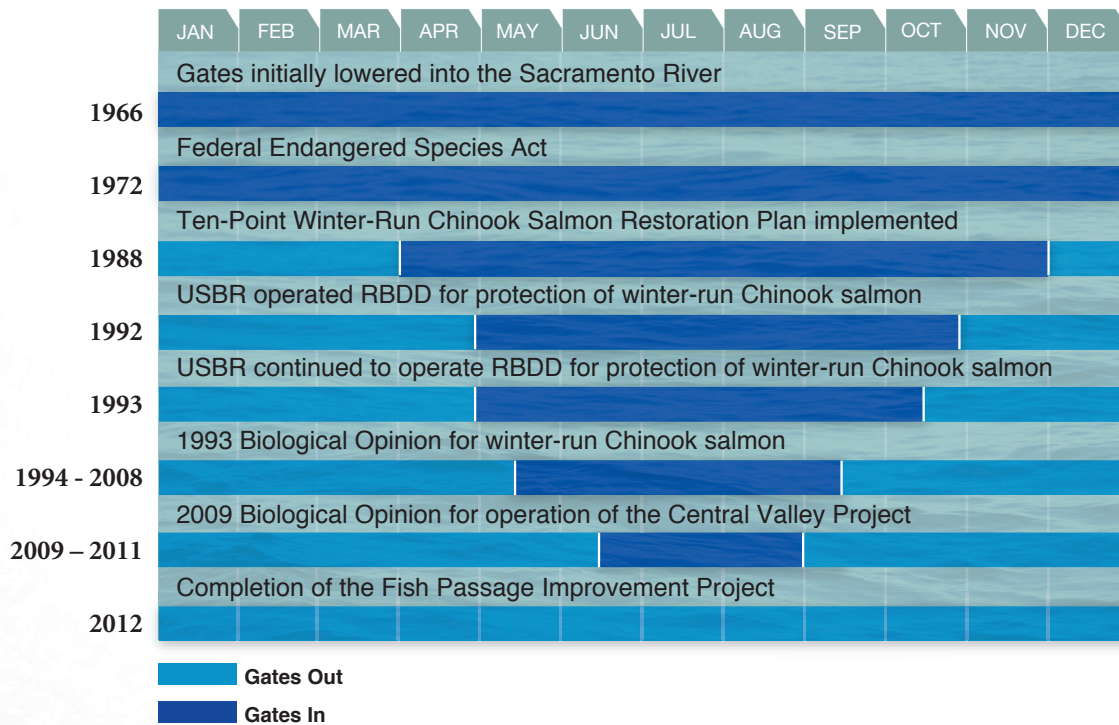 JAN FEB MAR APR MAY JUN JUL AUG SEP OCT NOV DEC
Gates initially lowered into the Sacramento River
1966
Federal Endangered Species Act
1972
Ten-Point Winter-Run Chinook Salmon Restoration Plan implemented
1988
USBR operated RBDD for protection of winter-run Chinook salmon
1992
USBR continued to operate RBDD for protection of winter-run Chinook salmon
1993
1993 Biological Opinion for winter-run Chinook salmon
1994 - 2008
2009 Biological Opinion for operation of the Central Valley Project
2009 – 2011
Completion of the Fish Passage Improvement Project
2012
Gates Out
Gates In